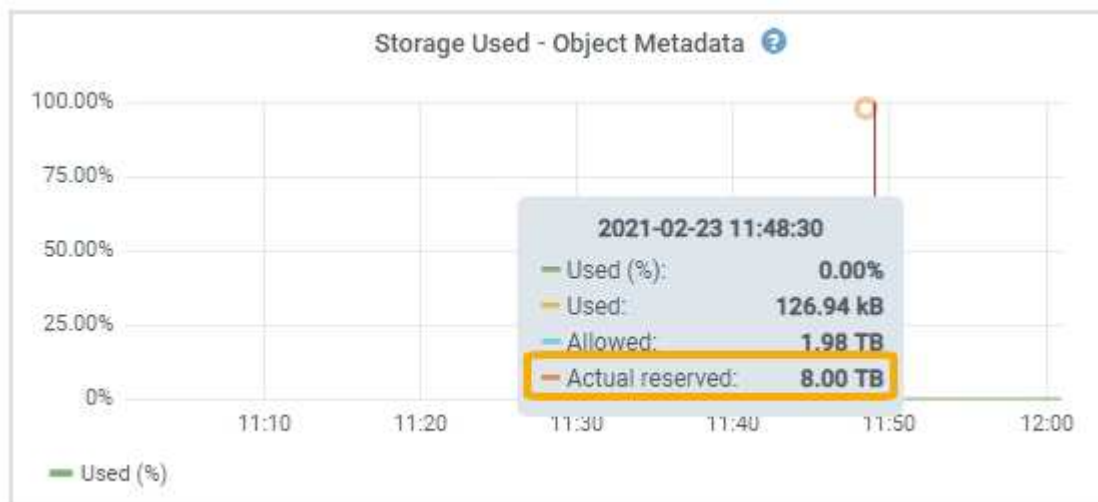 Storage Used - Object Metadata ?
100.00%
75.00%
50.00%
25.00%
0%
2021-02-23 11:48:30
Used (%): 0.00%
Used: 126.94 kB
Allowed: 1.98 TB
Actual reserved: 8.00 TB
11:10 11:20 11:30 11:40 11:50 12:00
Used (%)